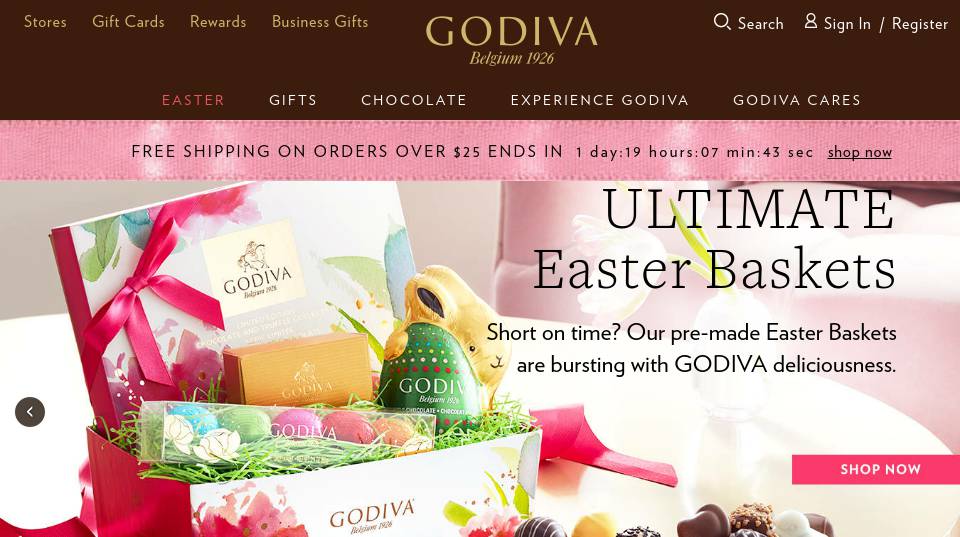 Stores Gift Cards Rewards Business Gifts
GODIVA
Belgium 1926
Search Sign In / Register
EASTER GIFTS CHOCOLATE EXPERIENCE GODIVA GODIVA CARES
FREE SHIPPING ON ORDERS OVER $25 ENDS IN 1 day:19 hours:07 min:43 sec shop now
ULTIMATE
Easter Baskets
Short on time? Our pre-made Easter Baskets
are bursting with GODIVA deliciousness.
SHOP NOW
GODIVA
Belgium 1926
GODIVA
GODIVA
GODIVA
GODIVA
Belgium 1926